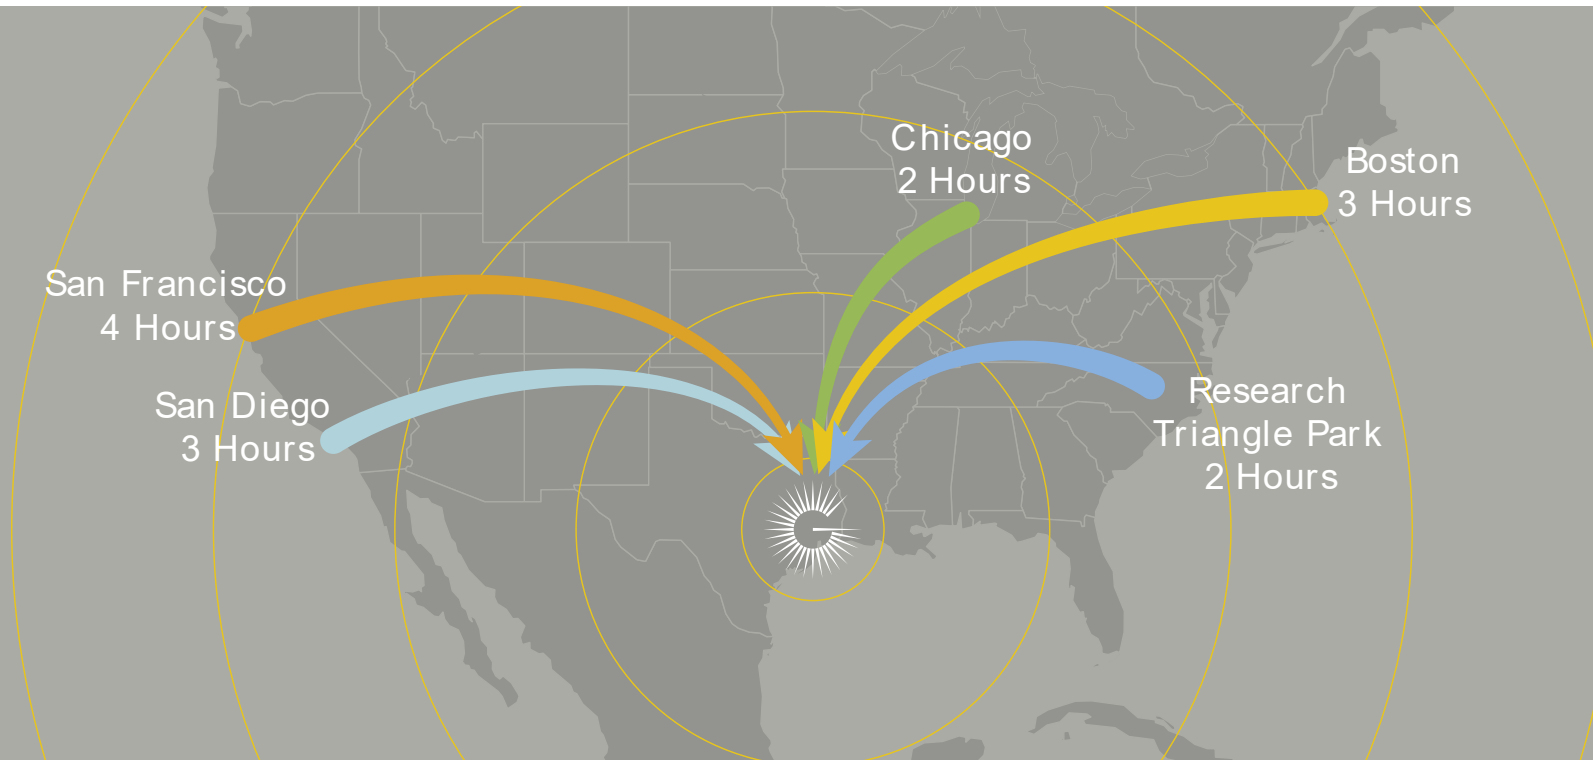 Chicago
2 Hours
Boston
3 Hours
San Francisco
4 Hours
San Diego
3 Hours
Research
Triangle Park
2 Hours